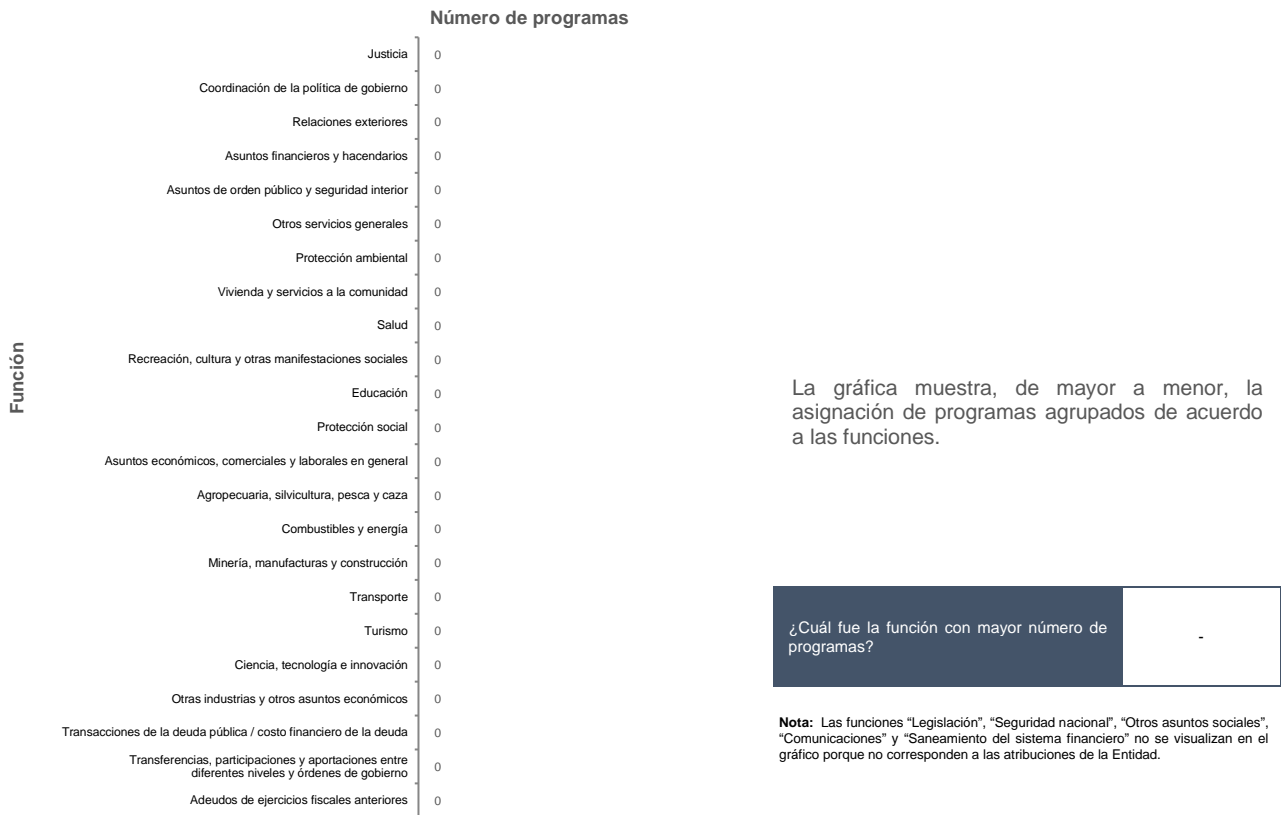 Número de programas
Función
Justicia 0
Coordinación de la política de gobierno 0
Relaciones exteriores 0
Asuntos financieros y hacendarios 0
Asuntos de orden público y seguridad interior 0
Otros servicios generales 0
Protección ambiental 0
Vivienda y servicios a la comunidad 0
Salud 0
Recreación, cultura y otras manifestaciones sociales 0
Educación 0
Protección social 0
Asuntos económicos, comerciales y laborales en general 0
Agropecuaria, silvicultura, pesca y caza 0
Combustibles y energía 0
Minería, manufacturas y construcción 0
Transporte 0
Turismo 0
Ciencia, tecnología e innovación 0
Otras industrias y otros asuntos económicos 0
Transacciones de la deuda pública / costo financiero de la deuda 0
Transferencias, participaciones y aportaciones entre
diferentes niveles y órdenes de gobierno 0
Adeudos de ejercicios fiscales anteriores 0
La gráfica muestra, de mayor a menor, la
asignación de programas agrupados de acuerdo
a las funciones.
¿Cuál fue la función con mayor número de
programas?
-
Nota: Las funciones “Legislación”, “Seguridad nacional”, “Otros asuntos sociales”,
“Comunicaciones” y “Saneamiento del sistema financiero” no se visualizan en el
gráfico porque no corresponden a las atribuciones de la Entidad.